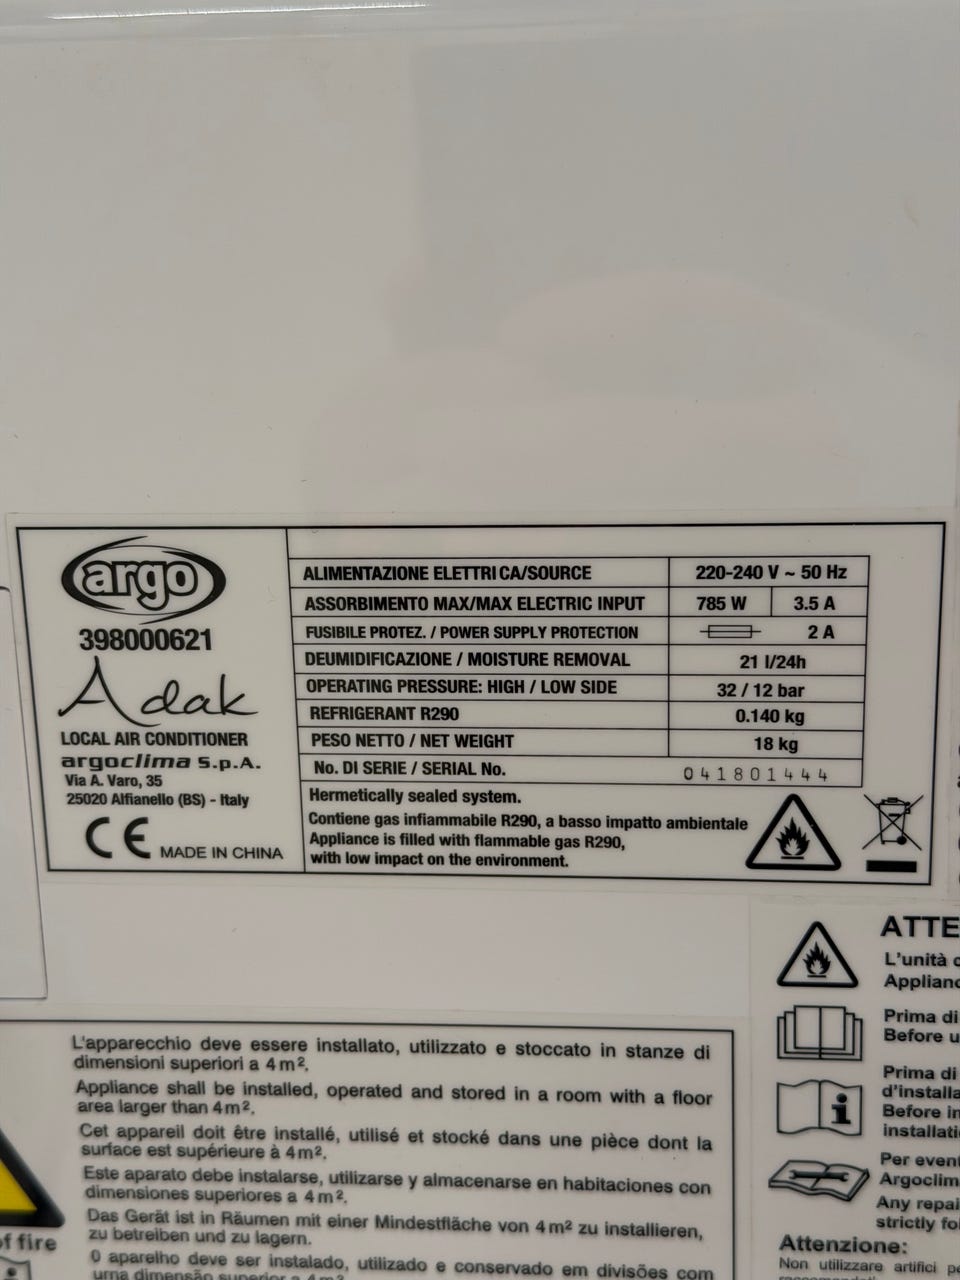 argo
398000621
Adak
LOCAL AIR CONDITIONER
argoclima S.p.A.
Via A. Varo, 35
25020 Alfianello (BS) - Italy
CE MADE IN CHINA
ALIMENTAZIONE ELETTRICA/SOURCE 220-240 V ~ 50 Hz
ASSORBIMENTO MAX/MAX ELECTRIC INPUT 785 W 3.5 A
FUSIBILE PROTEZ. / POWER SUPPLY PROTECTION 2 A
DEUMIDIFICAZIONE / MOISTURE REMOVAL 21 l/24h
OPERATING PRESSURE: HIGH / LOW SIDE 32 / 12 bar
REFRIGERANT R290 0.140 kg
PESO NETTO / NET WEIGHT 18 kg
No. DI SERIE / SERIAL No. 041801444
Hermetically sealed system.
Contiene gas infiammabile R290, a basso impatto ambientale
Appliance is filled with flammable gas R290,
with low impact on the environment.
L'apparecchio deve essere installato, utilizzato e stoccato in stanze di
dimensioni superiori a 4 m².
Appliance shall be installed, operated and stored in a room with a floor
area larger than 4 m².
Cet appareil doit être installé, utilisé et stocké dans une pièce dont la
surface est supérieure à 4 m².
Este aparato debe instalarse, utilizarse y almacenarse en habitaciones con
dimensiones superiores a 4 m².
Das Gerät ist in Räumen mit einer Mindestfläche von 4 m² zu installieren,
zu betreiben und zu lagern.
O aparelho deve ser instalado, utilizado e conservado em divisões com
uma dimensão superior a 4 m².
of fire
ATTE
L'unità c
Applianc
Prima di
Before u
Prima di
d'installa
Before in
installati
Per event
Argoclim
Any repai
strictly fo
Attenzione:
Non utilizzare artifici pe